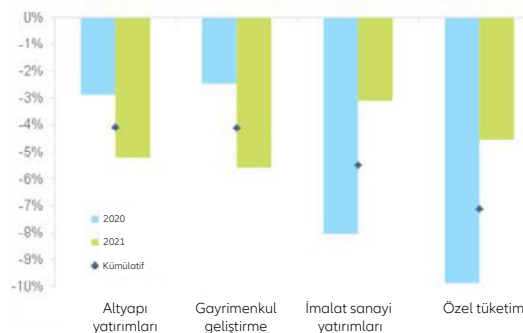 0%
-1%
-2%
-3%
-4%
-5%
-6%
-7%
-8%
-9%
-10%
2020
2021
Kümülatif
Altyapı
yatırımları
Gayrimenkul
geliştirme
İmalat sanayi
yatırımları
Özel tüketim